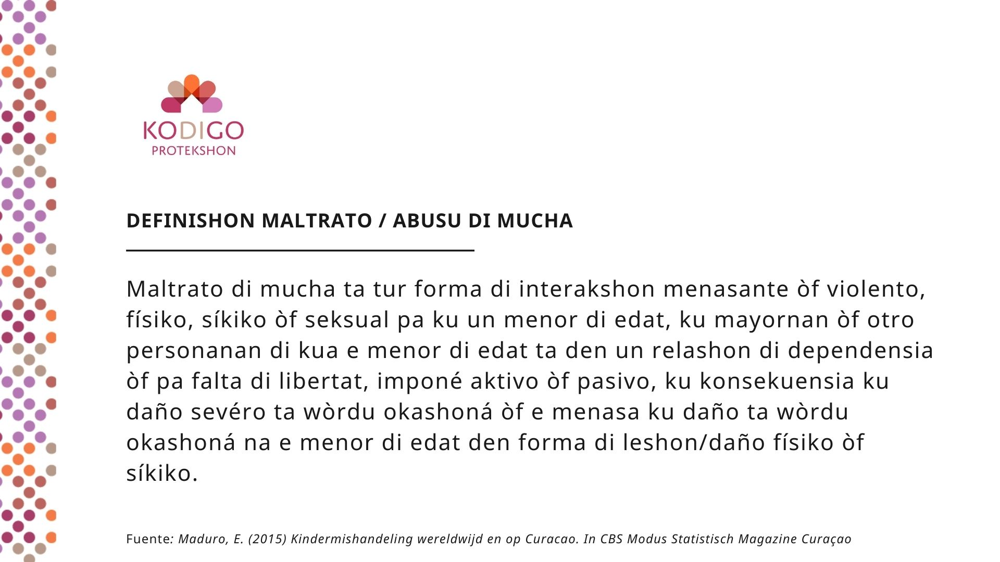 KODIGO
PROTEKSHON
DEFINISHON MALTRATO / ABUSU DI MUCHA
Maltrato di mucha ta tur forma di interakshon menasante òf violento,
físiko, síkiko òf seksual pa ku un menor di edat, ku mayornan òf otro
personanan di kua e menor di edat ta den un relashon di dependensia
òf pa falta di libertat, imponé aktivo òf pasivo, ku konsekuensia ku
daño sevéro ta wòrdu okashoná òf e menasa ku daño ta wòrdu
okashoná na e menor di edat den forma di leshon/daño físiko òf
síkiko.
Fuente: Maduro, E. (2015) Kindermishandeling wereldwijd en op Curacao. In CBS Modus Statistisch Magazine Curaçao